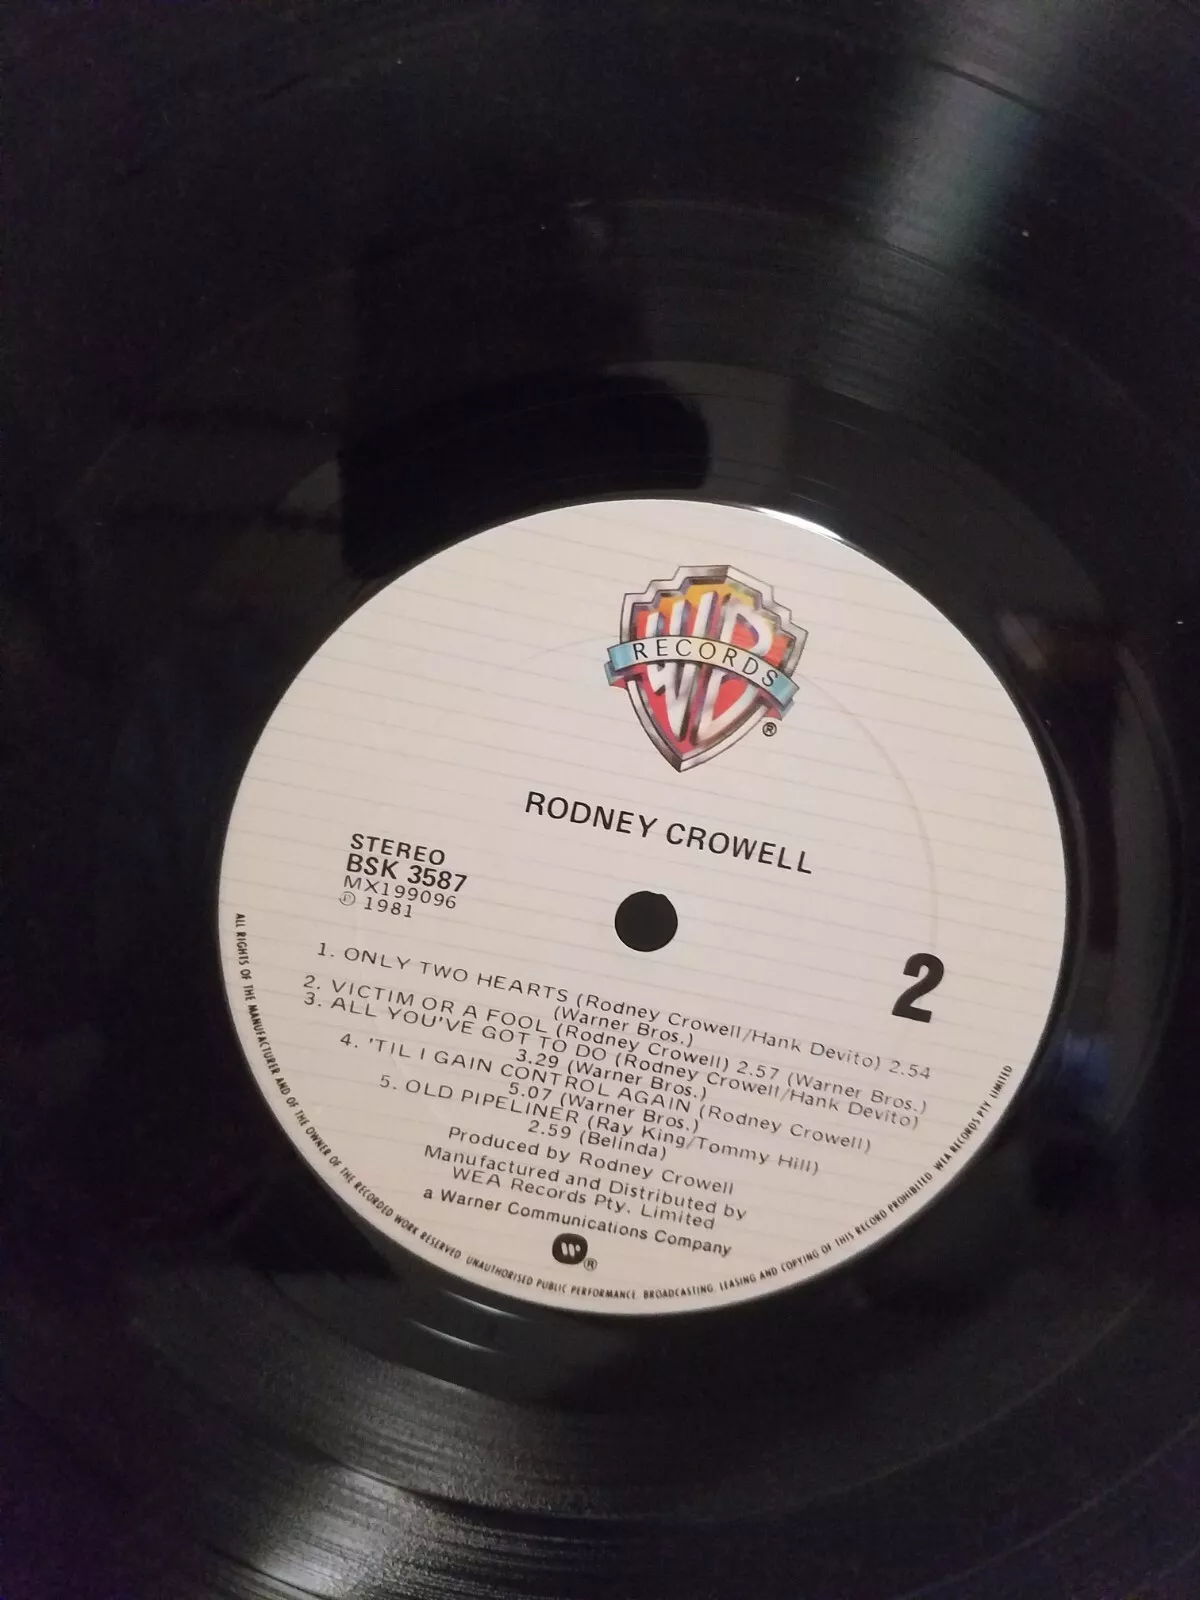 WB
RECORDS
®
RODNEY CROWELL
STEREO
BSK 3587
MX199096
Ⓟ 1981
2
1. ONLY TWO HEARTS (Rodney Crowell/Hank Devito) 2.54
(Warner Bros.)
2. VICTIM OR A FOOL (Rodney Crowell) 2.57 (Warner Bros.)
3. ALL YOU'VE GOT TO DO (Rodney Crowell/Hank Devito)
3.29 (Warner Bros.)
4. 'TIL I GAIN CONTROL AGAIN (Rodney Crowell)
5.07 (Warner Bros.)
5. OLD PIPELINER (Ray King/Tommy Hill)
2.59 (Belinda)
Produced by Rodney Crowell
Manufactured and Distributed by
WEA Records Pty. Limited
a Warner Communications Company
®
ALL RIGHTS OF THE MANUFACTURER AND OF THE OWNER OF THE RECORDED WORK RESERVED UNAUTHORISED PUBLIC PERFORMANCE. BROADCASTING. LEASING AND COPYING OF THIS RECORD PROHIBITED WEA RECORDS PTY. LIMITED